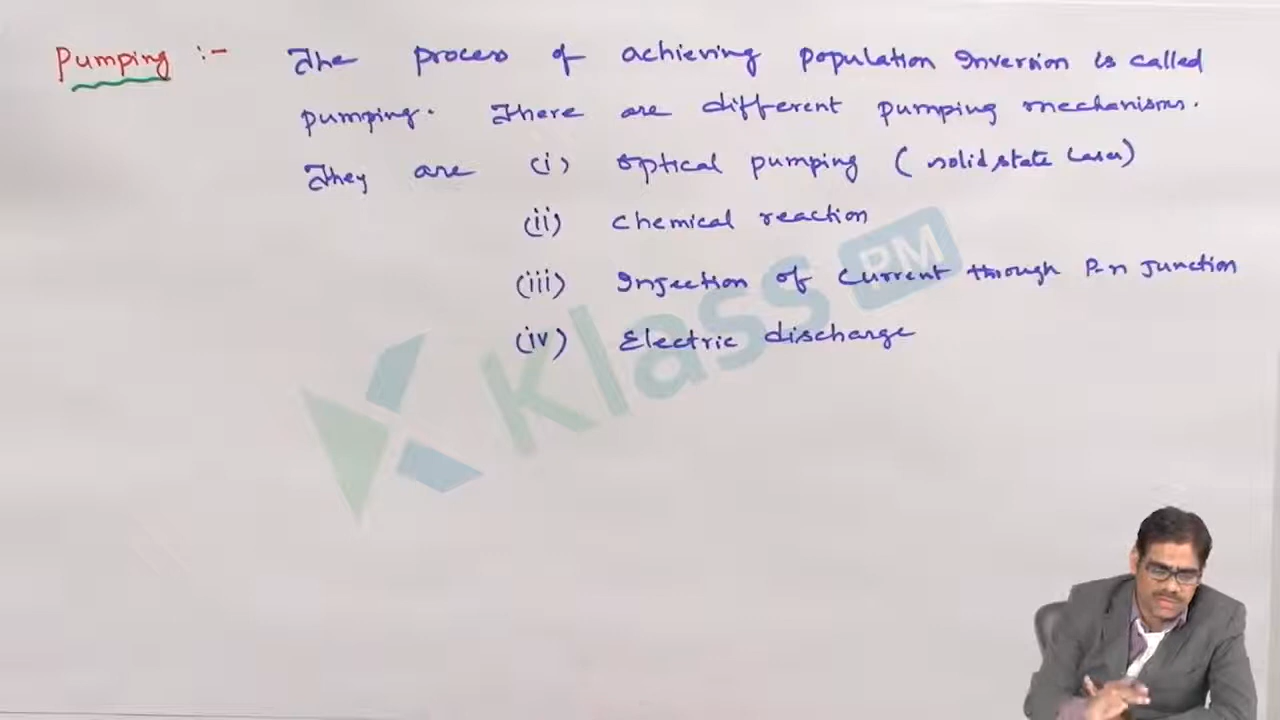 Pumping :- The process of achieving population Inversion is called
pumping. There are different pumping mechanisms.
They are (i) optical pumping (solid state Laser)
(ii) chemical reaction
(iii) Injection of current through P-n Junction
(iv) Electric discharge
Klass PM